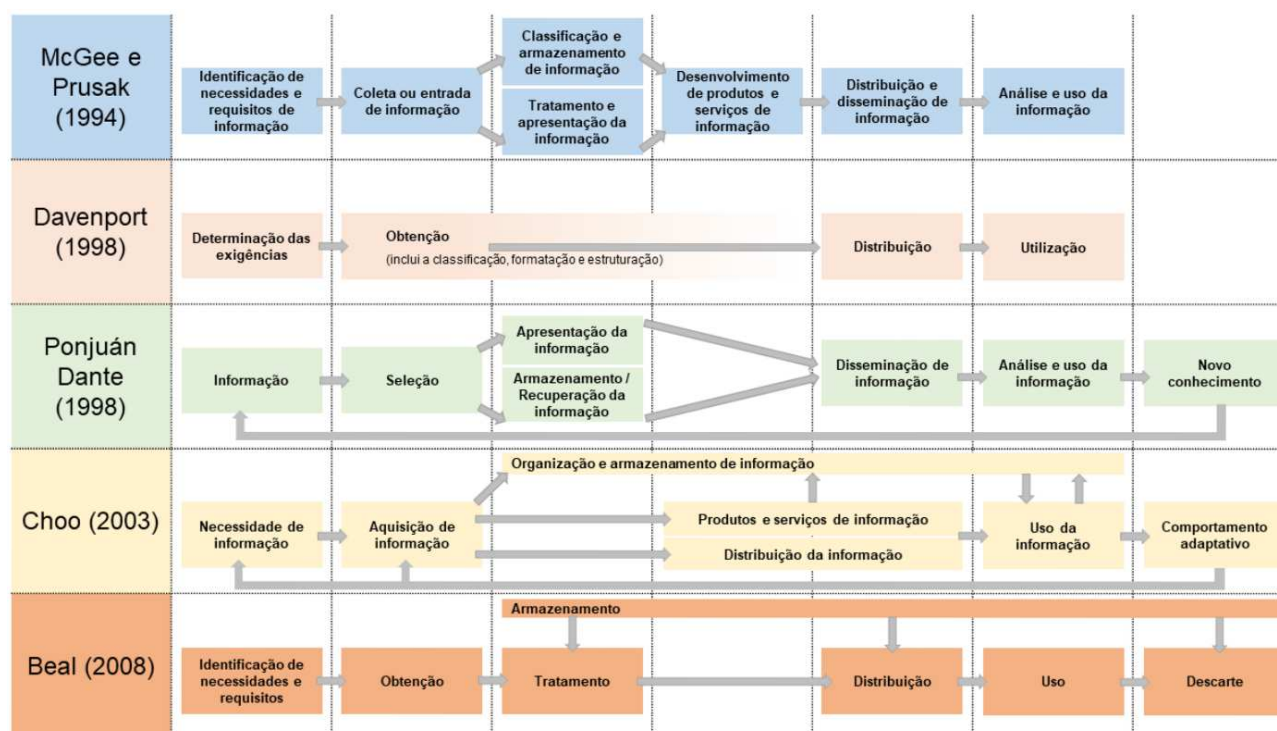 McGee e
Prusak
(1994)
Identificação de
necessidades e
requisitos de
informação
Coleta ou entrada
de informação
Classificação e
armazenamento
de informação
Tratamento e
apresentação da
informação
Desenvolvimento
de produtos e
serviços de
informação
Distribuição e
disseminação de
informação
Análise e uso da
informação
Davenport
(1998)
Determinação das
exigências
Obtenção
(inclui a classificação, formatação e estruturação)
Distribuição
Utilização
Ponjuán
Dante
(1998)
Informação
Seleção
Apresentação da
informação
Armazenamento /
Recuperação da
informação
Disseminação de
informação
Análise e uso da
informação
Novo
conhecimento
Choo (2003)
Organização e armazenamento de informação
Necessidade de
informação
Aquisição de
informação
Produtos e serviços de informação
Distribuição da informação
Uso da
informação
Comportamento
adaptativo
Beal (2008)
Armazenamento
Identificação de
necessidades e
requisitos
Obtenção
Tratamento
Distribuição
Uso
Descarte